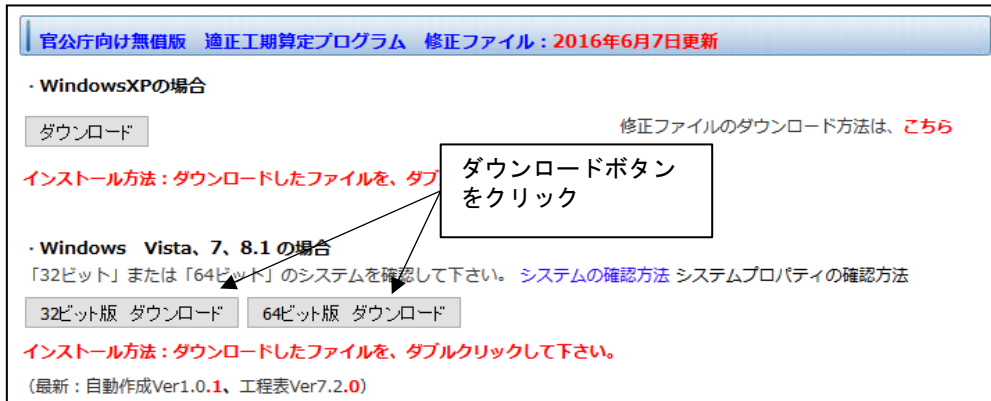 官公庁向け無償版　適正工期算定プログラム　修正ファイル：2016年6月7日更新
・WindowsXPの場合
ダウンロード
修正ファイルのダウンロード方法は、こちら
インストール方法：ダウンロードしたファイルを、ダブ
ダウンロードボタン
をクリック
・Windows　Vista、7、8.1 の場合
「32ビット」または「64ビット」のシステムを確認して下さい。 システムの確認方法 システムプロパティの確認方法
32ビット版 ダウンロード　64ビット版 ダウンロード
インストール方法：ダウンロードしたファイルを、ダブルクリックして下さい。
（最新：自動作成Ver1.0.1、工程表Ver7.2.0）